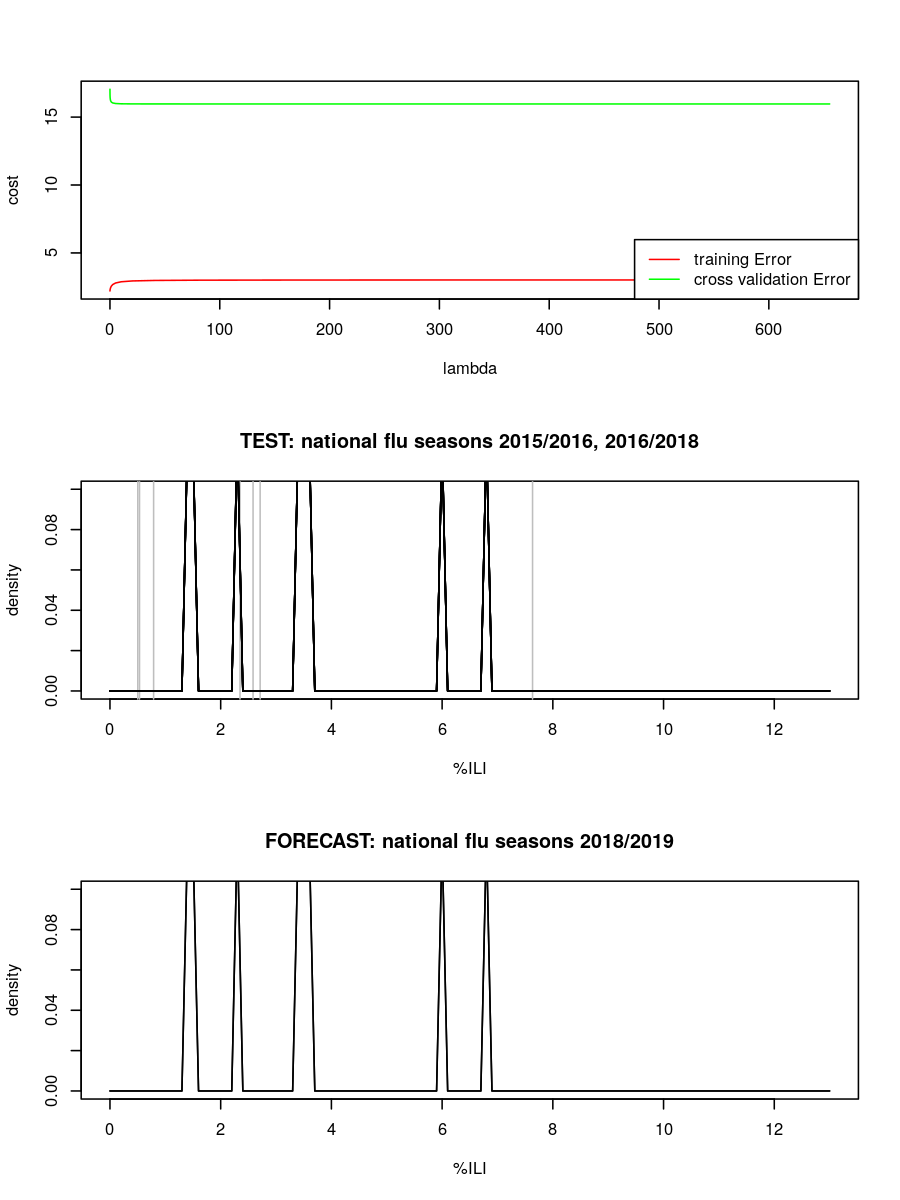 cost
15
10
5
training Error
cross validation Error
0 100 200 300 400 500 600
lambda
TEST: national flu seasons 2015/2016, 2016/2018
density
0.08
0.04
0.00
0 2 4 6 8 10 12
%ILI
FORECAST: national flu seasons 2018/2019
density
0.08
0.04
0.00
0 2 4 6 8 10 12
%ILI